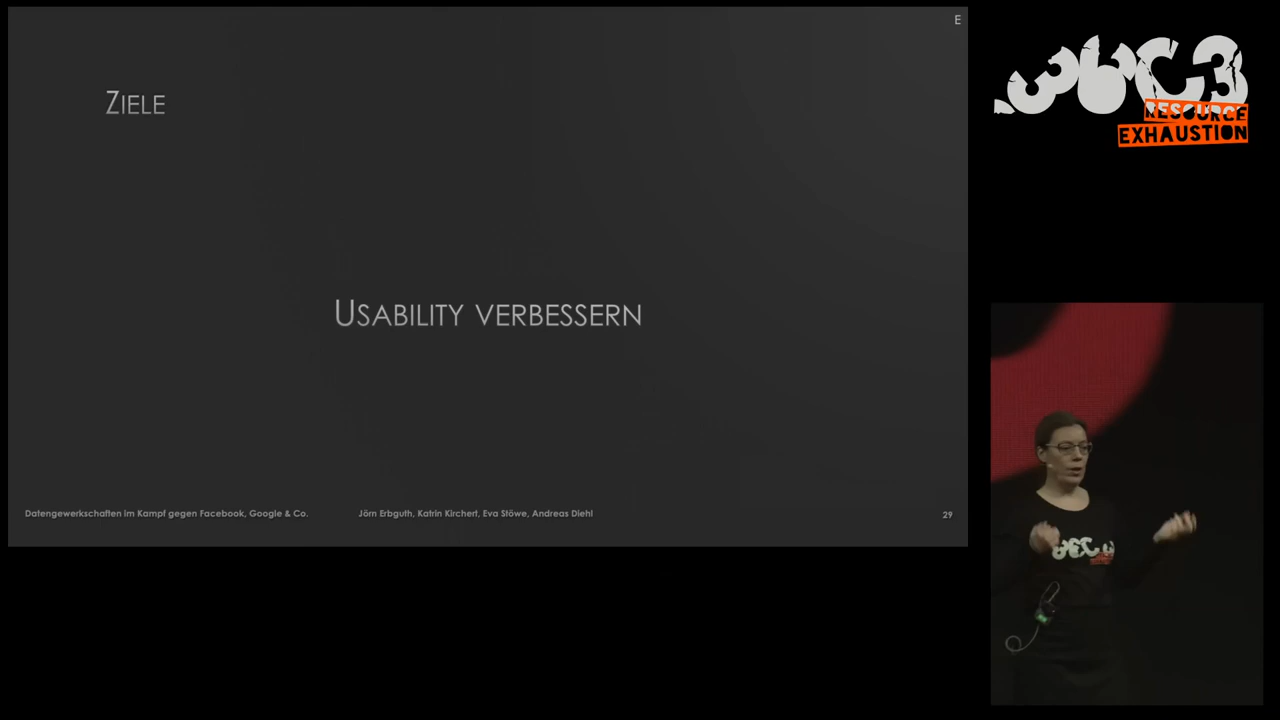 E
ZIELE
USABILITY VERBESSERN
Datengewerkschaften im Kampf gegen Facebook, Google & Co.
Jörn Erbguth, Katrin Kirchert, Eva Stöwe, Andreas Diehl
29
36C3
RESOURCE
EXHAUSTION